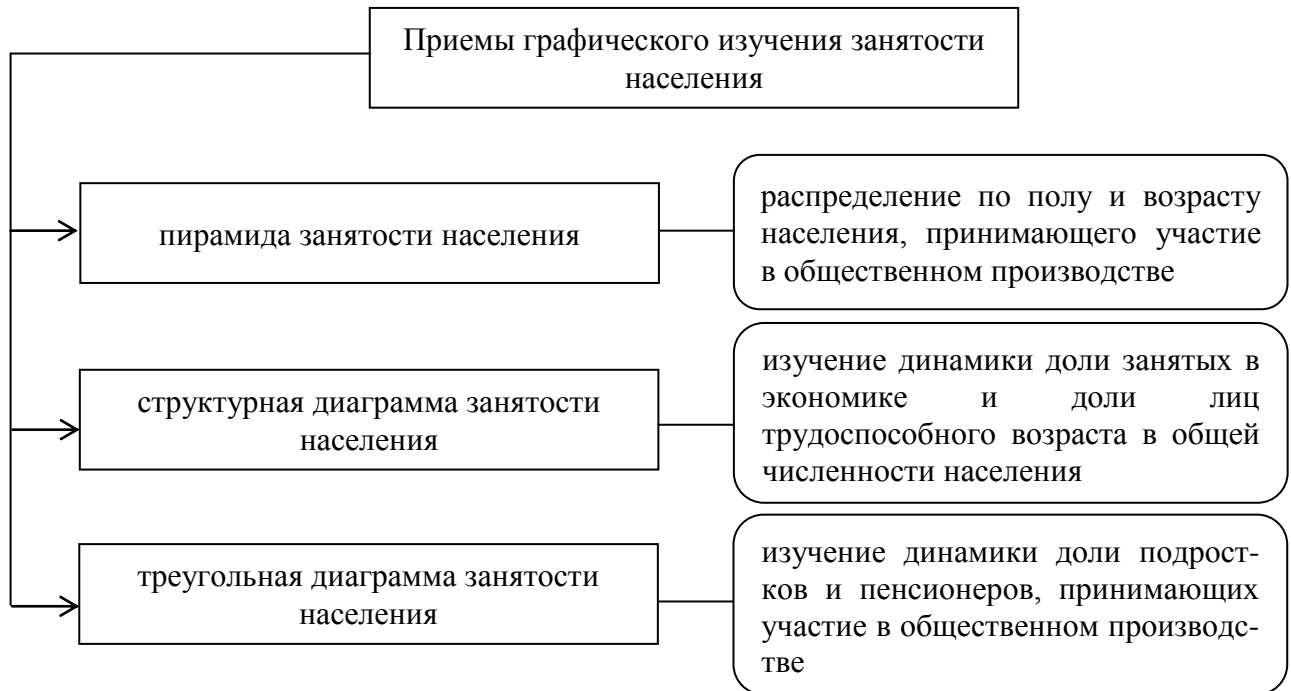 Приемы графического изучения занятости
населения
пирамида занятости населения
распределение по полу и возрасту
населения, принимающего участие
в общественном производстве
структурная диаграмма занятости
населения
изучение динамики доли занятых в
экономике и доли лиц
трудоспособного возраста в общей
численности населения
треугольная диаграмма занятости
населения
изучение динамики доли подрост-
ков и пенсионеров, принимающих
участие в общественном производс-
тве